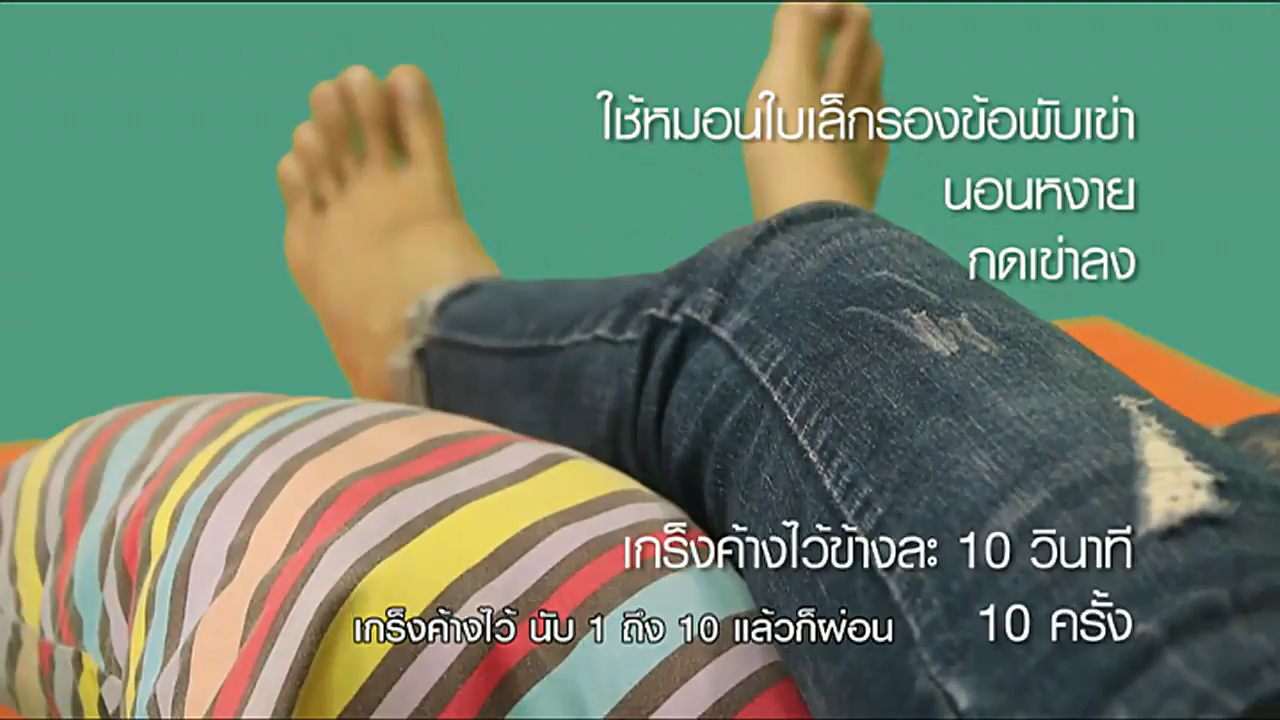 ใช้หมอนใบเล็กรองข้อพับเข่า
นอนหงาย
กดเข่าลง
เกร็งค้างไว้ข้างละ 10 วินาที
10 ครั้ง
เกร็งค้างไว้ นับ 1 ถึง 10 แล้วก็ผ่อน